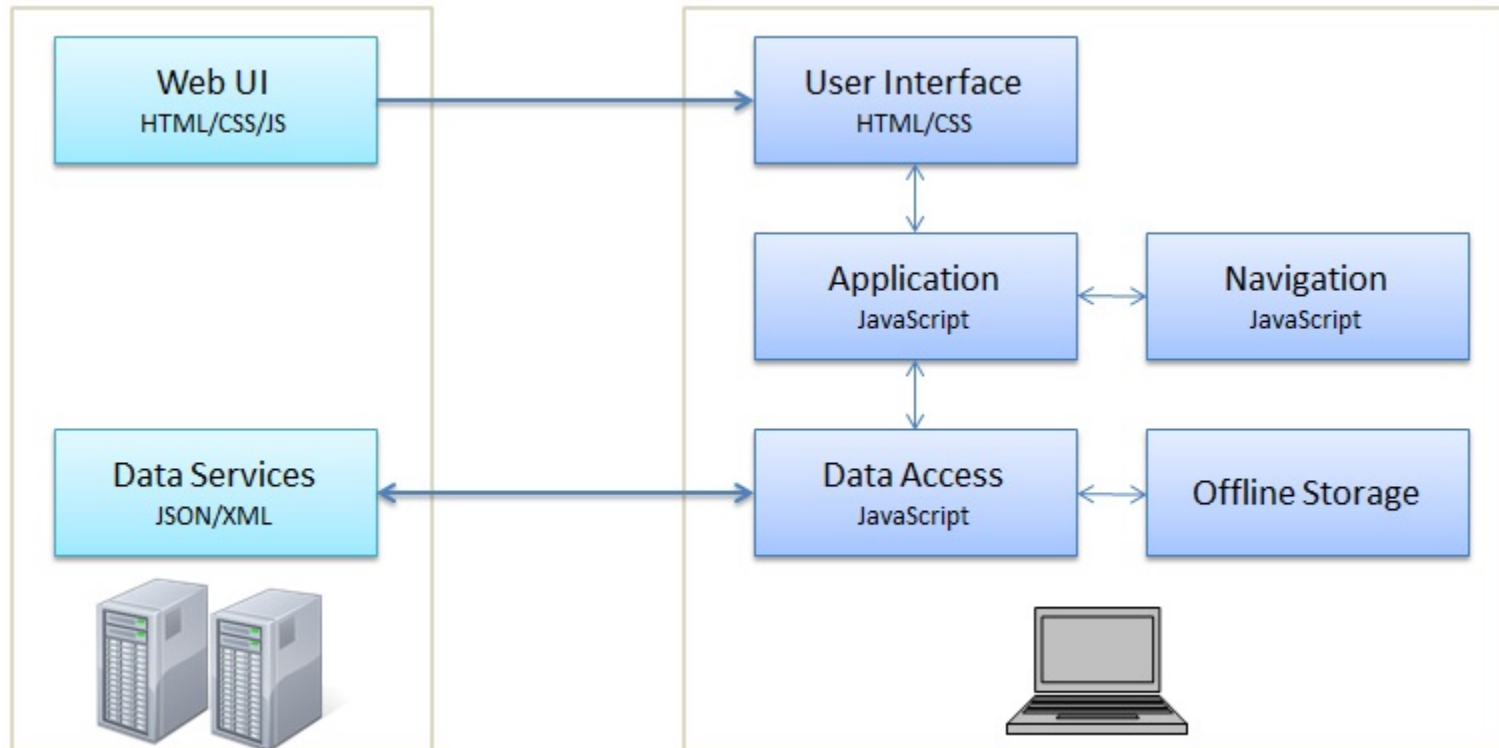 Web UI
HTML/CSS/JS
User Interface
HTML/CSS
Application
JavaScript
Navigation
JavaScript
Data Services
JSON/XML
Data Access
JavaScript
Offline Storage